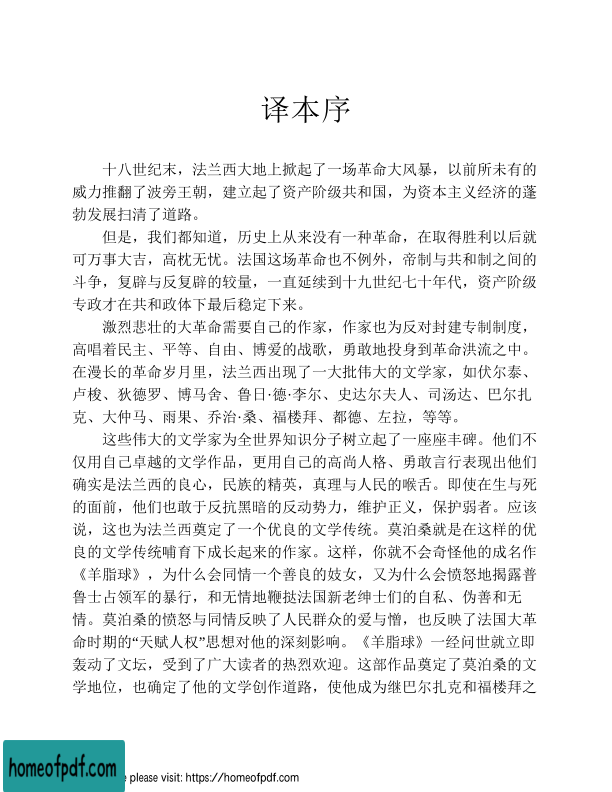 译本序
十八世纪末，法兰西大地上掀起了一场革命大风暴，以前所未有的
威力推翻了波旁王朝，建立起了资产阶级共和国，为资本主义经济的蓬
勃发展扫清了道路。
但是，我们都知道，历史上从来没有一种革命，在取得胜利以后就
可万事大吉，高枕无忧。法国这场革命也不例外，帝制与共和制之间的
斗争，复辟与反复辟的较量，一直延续到十九世纪七十年代，资产阶级
专政才在共和政体下最后稳定下来。
激烈悲壮的大革命需要自己的作家，作家也为反对封建专制制度，
高唱着民主、平等、自由、博爱的战歌，勇敢地投身到革命洪流之中。
在漫长的革命岁月里，法兰西出现了一大批伟大的文学家，如伏尔泰、
卢梭、狄德罗、博马舍、鲁日·德·李尔、史达尔夫人、司汤达、巴尔扎
克、大仲马、雨果、乔治·桑、福楼拜、都德、左拉，等等。
这些伟大的文学家为全世界知识分子树立起了一座座丰碑。他们不
仅用自己卓越的文学作品，更用自己的高尚人格、勇敢言行表现出他们
确实是法兰西的良心，民族的精英，真理与人民的喉舌。即使在生与死
的面前，他们也敢于反抗黑暗的反动势力，维护正义，保护弱者。应该
说，这也为法兰西奠定了一个优良的文学传统。莫泊桑就是在这样的优
良的文学传统哺育下成长起来的作家。这样，你就不会奇怪他的成名作
《羊脂球》，为什么会同情一个善良的妓女，又为什么会愤怒地揭露普
鲁士占领军的暴行，和无情地鞭挞法国新老绅士们的自私、伪善和无
情。莫泊桑的愤怒与同情反映了人民群众的爱与憎，也反映了法国大革
命时期的“天赋人权”思想对他的深刻影响。《羊脂球》一经问世就立即
轰动了文坛，受到了广大读者的热烈欢迎。这部作品奠定了莫泊桑的文
学地位，也确定了他的文学创作道路，使他成为继巴尔扎克和福楼拜之
homeofpdf.com
e please visit: https://homeofpdf.com